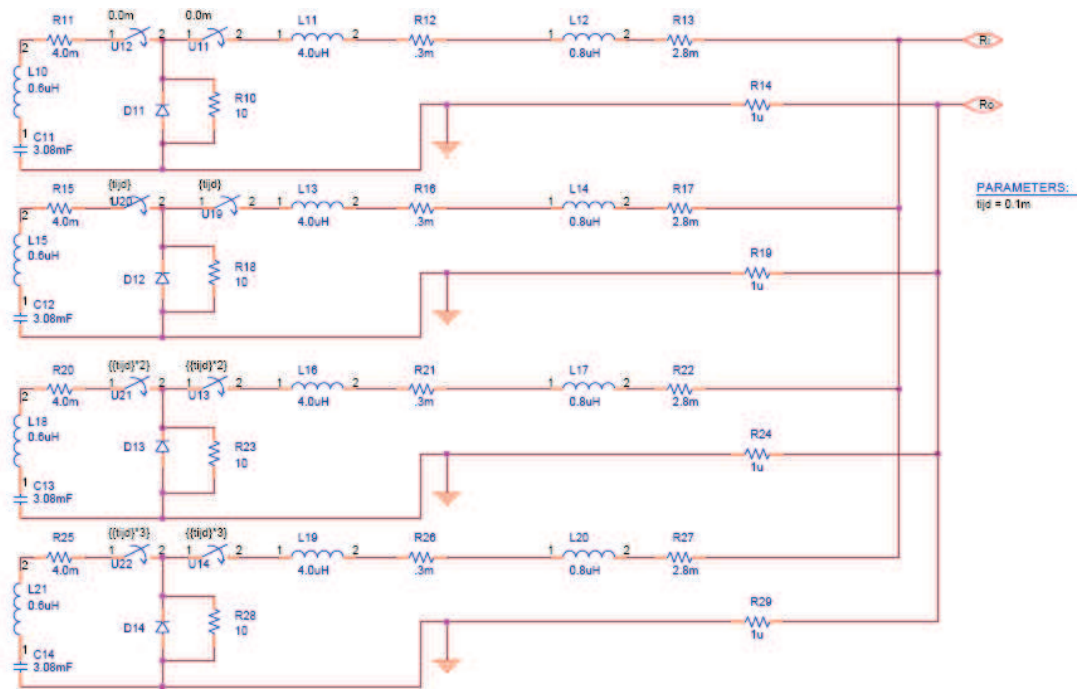 0.0m 0.0m
R11 L11 R12 L12 R13
1 2 1 2 1 2 1 2
U12 U11
2 4.0m 4.0uH .3m 0.8uH 2.8m
Ri
L10
0.6uH
R14
R10
D11 10
Ro
1u
1
C11
3.08mF
{tijd} {tijd}
R15 L13 R16 L14 R17
1 2 1 2 1 2 1 2
U20 U19
2 4.0m 4.0uH .3m 0.8uH 2.8m
PARAMETERS:
tijd = 0.1m
L15
0.6uH
R19
R18
D12 10
1u
1
C12
3.08mF
{{tijd}*2} {{tijd}*2}
R20 L16 R21 L17 R22
1 2 1 2 1 2 1 2
U21 U13
2 4.0m 4.0uH .3m 0.8uH 2.8m
L18
0.6uH
R24
R23
D13 10
1u
1
C13
3.08mF
{{tijd}*3} {{tijd}*3}
R25 L19 R26 L20 R27
1 2 1 2 1 2 1 2
U22 U14
2 4.0m 4.0uH .3m 0.8uH 2.8m
L21
0.6uH
R29
R28
D14 10
1u
1
C14
3.08mF